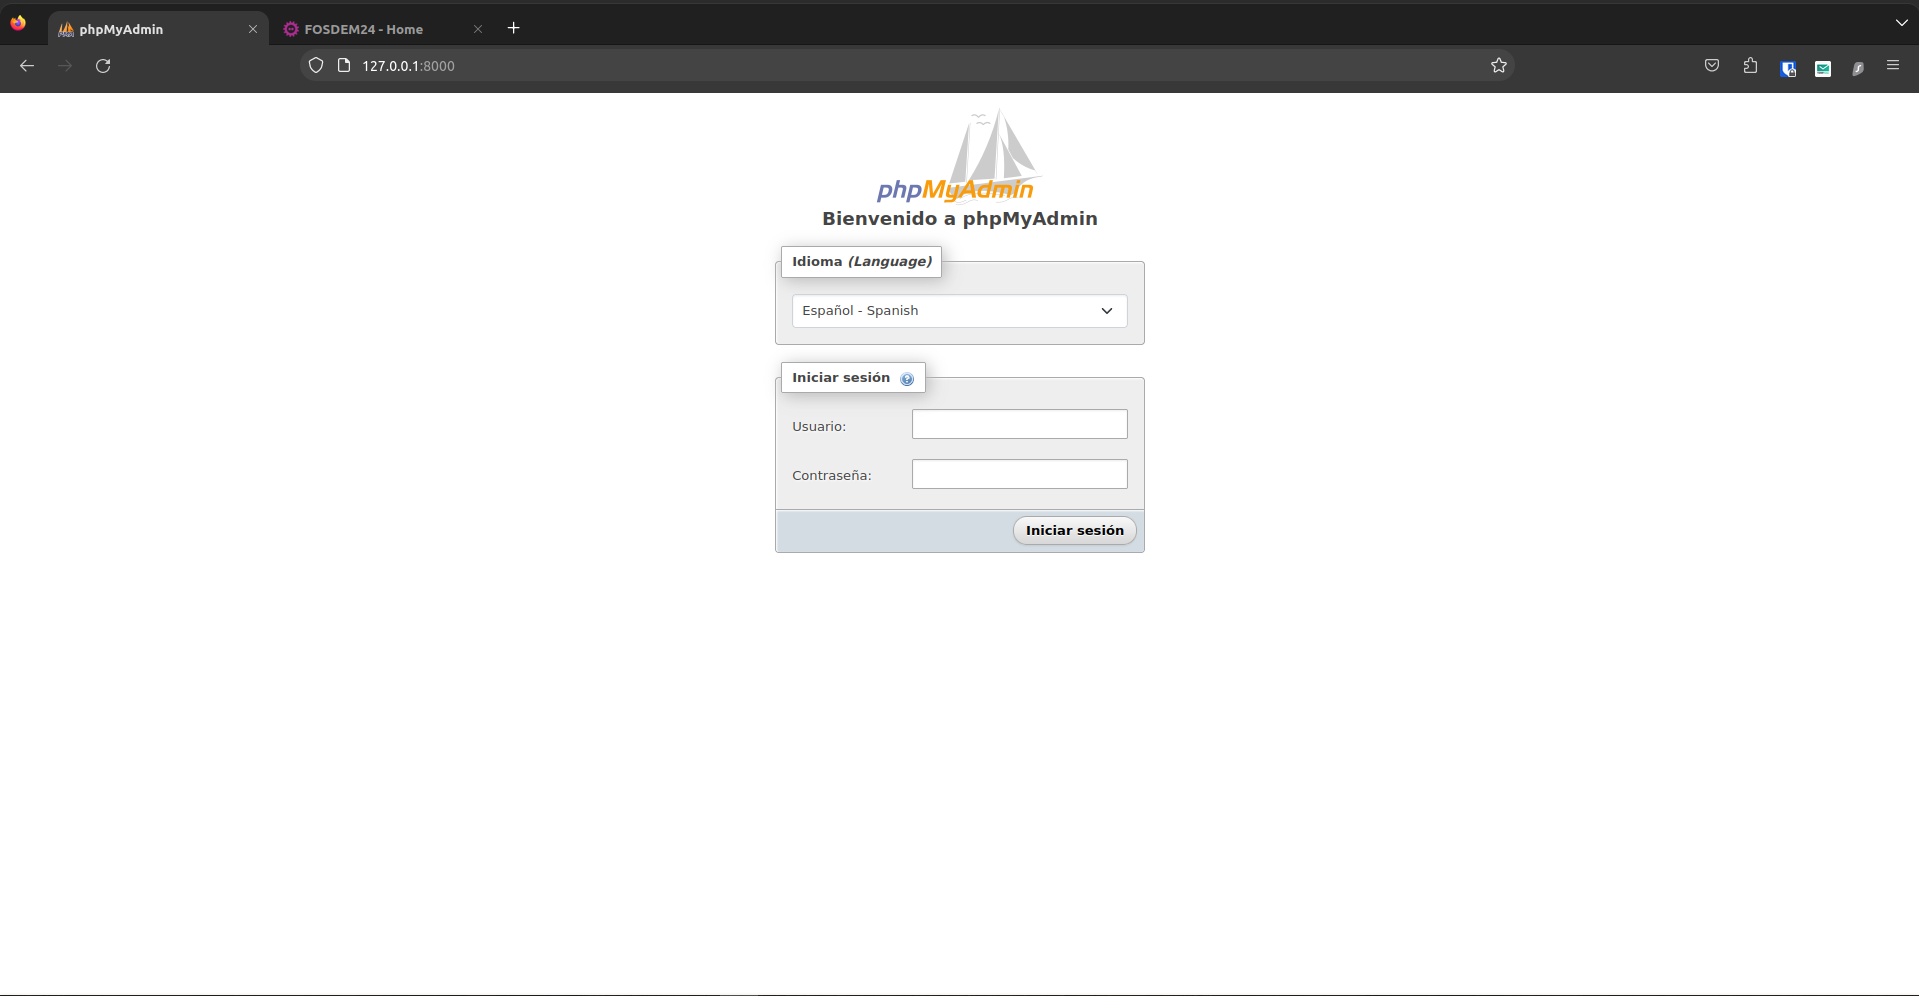 phpMyAdmin
FOSDEM24 - Home
127.0.0.1:8000
phpMyAdmin
Bienvenido a phpMyAdmin
Idioma (Language)
Español - Spanish
Iniciar sesión
Usuario:
Contraseña:
Iniciar sesión